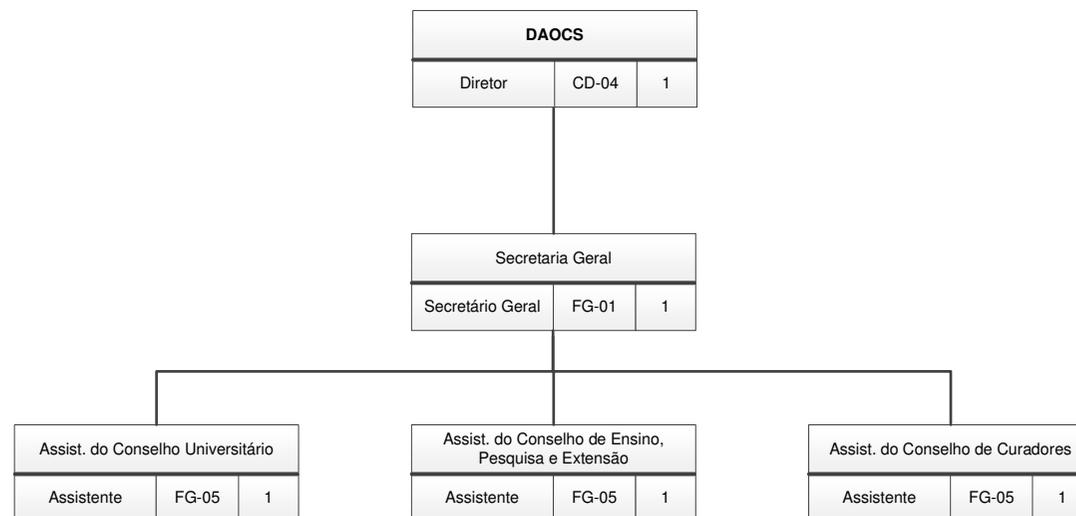 DAOCS
Diretor CD-04 1
Secretaria Geral
Secretário Geral FG-01 1
Assist. do Conselho Universitário
Assistente FG-05 1
Assist. do Conselho de Ensino,
Pesquisa e Extensão
Assistente FG-05 1
Assist. do Conselho de Curadores
Assistente FG-05 1